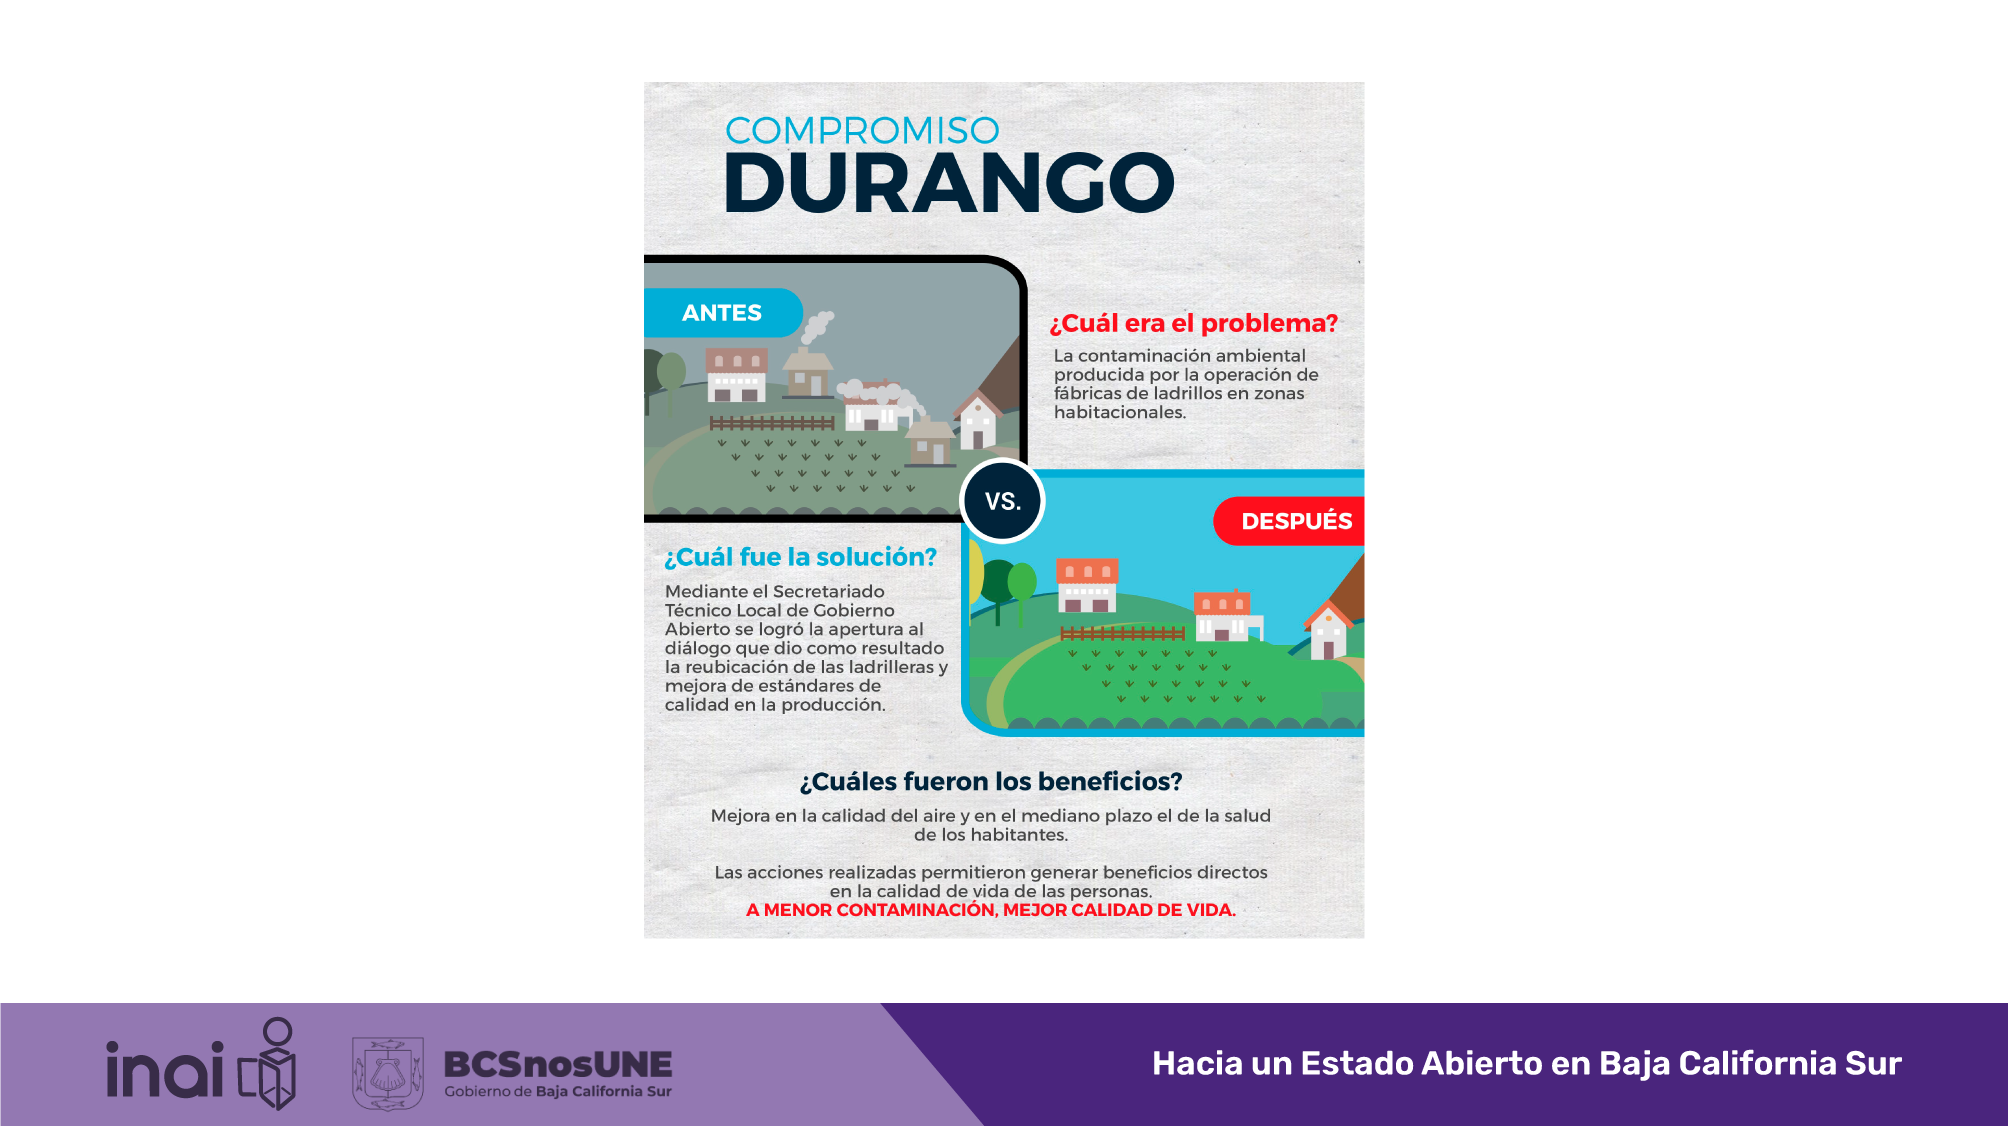 COMPROMISO
DURANGO
ANTES
¿Cuál era el problema?
La contaminación ambiental
producida por la operación de
fábricas de ladrillos en zonas
habitacionales.
VS.
DESPUÉS
¿Cuál fue la solución?
Mediante el Secretariado
Técnico Local de Gobierno
Abierto se logró la apertura al
diálogo que dio como resultado
la reubicación de las ladrilleras y
mejora de estándares de
calidad en la producción.
¿Cuáles fueron los beneficios?
Mejora en la calidad del aire y en el mediano plazo el de la salud
de los habitantes.
Las acciones realizadas permitieron generar beneficios directos
en la calidad de vida de las personas.
A MENOR CONTAMINACIÓN, MEJOR CALIDAD DE VIDA.
inai
BCSnosUNE
Gobierno de Baja California Sur
Hacia un Estado Abierto en Baja California Sur